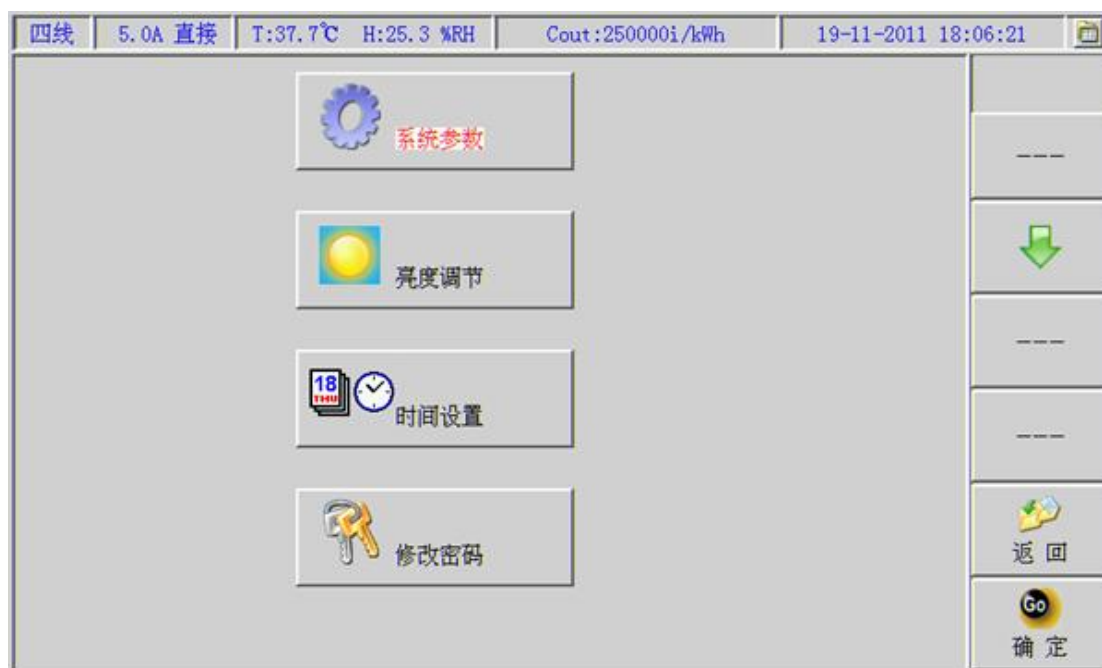 四线 5.0A 直接 T:37.7℃ H:25.3 %RH Cout:250000i/kWh 19-11-2011 18:06:21
系统参数
---
亮度调节
---
18
THU
时间设置
---
修改密码
返 回
Go
确 定